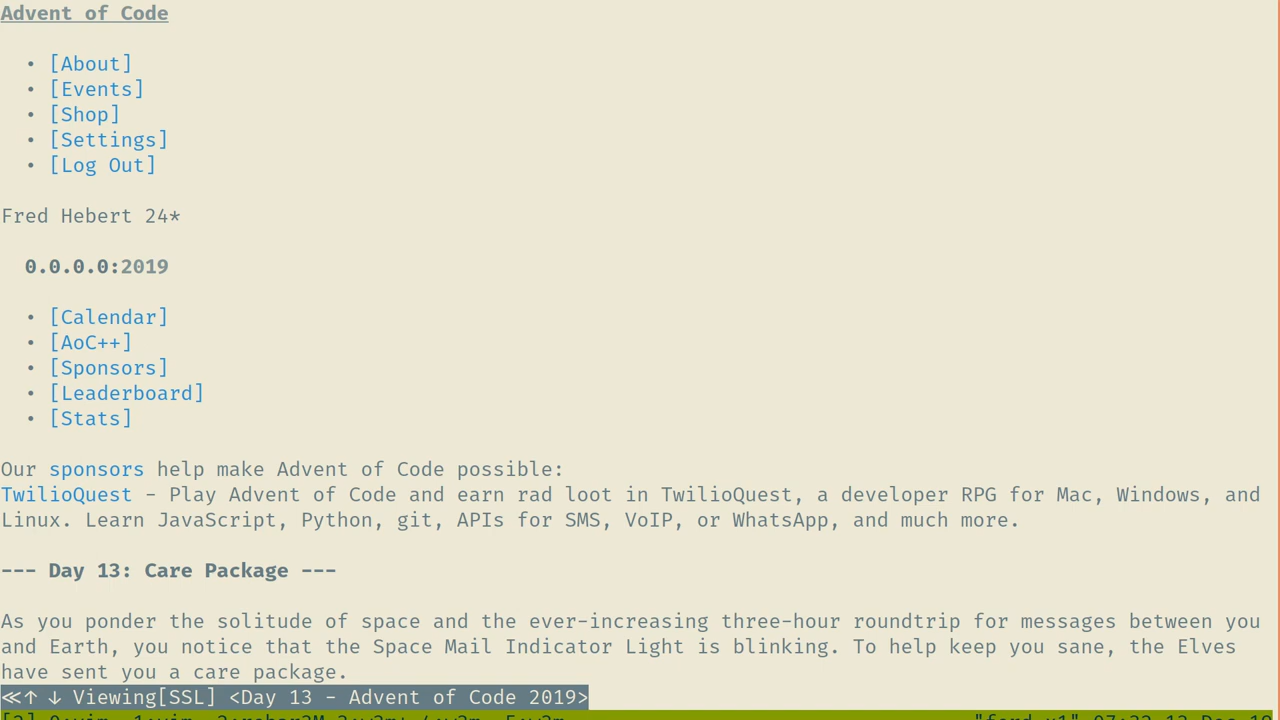 Advent of Code
• [About]
• [Events]
• [Shop]
• [Settings]
• [Log Out]
Fred Hebert 24*
0.0.0.0:2019
• [Calendar]
• [AoC++]
• [Sponsors]
• [Leaderboard]
• [Stats]
Our sponsors help make Advent of Code possible:
TwilioQuest - Play Advent of Code and earn rad loot in TwilioQuest, a developer RPG for Mac, Windows, and
Linux. Learn JavaScript, Python, git, APIs for SMS, VoIP, or WhatsApp, and much more.
--- Day 13: Care Package ---
As you ponder the solitude of space and the ever-increasing three-hour roundtrip for messages between you
and Earth, you notice that the Space Mail Indicator Light is blinking. To help keep you sane, the Elves
have sent you a care package.
≪↑ ↓ Viewing[SSL] <Day 13 - Advent of Code 2019>